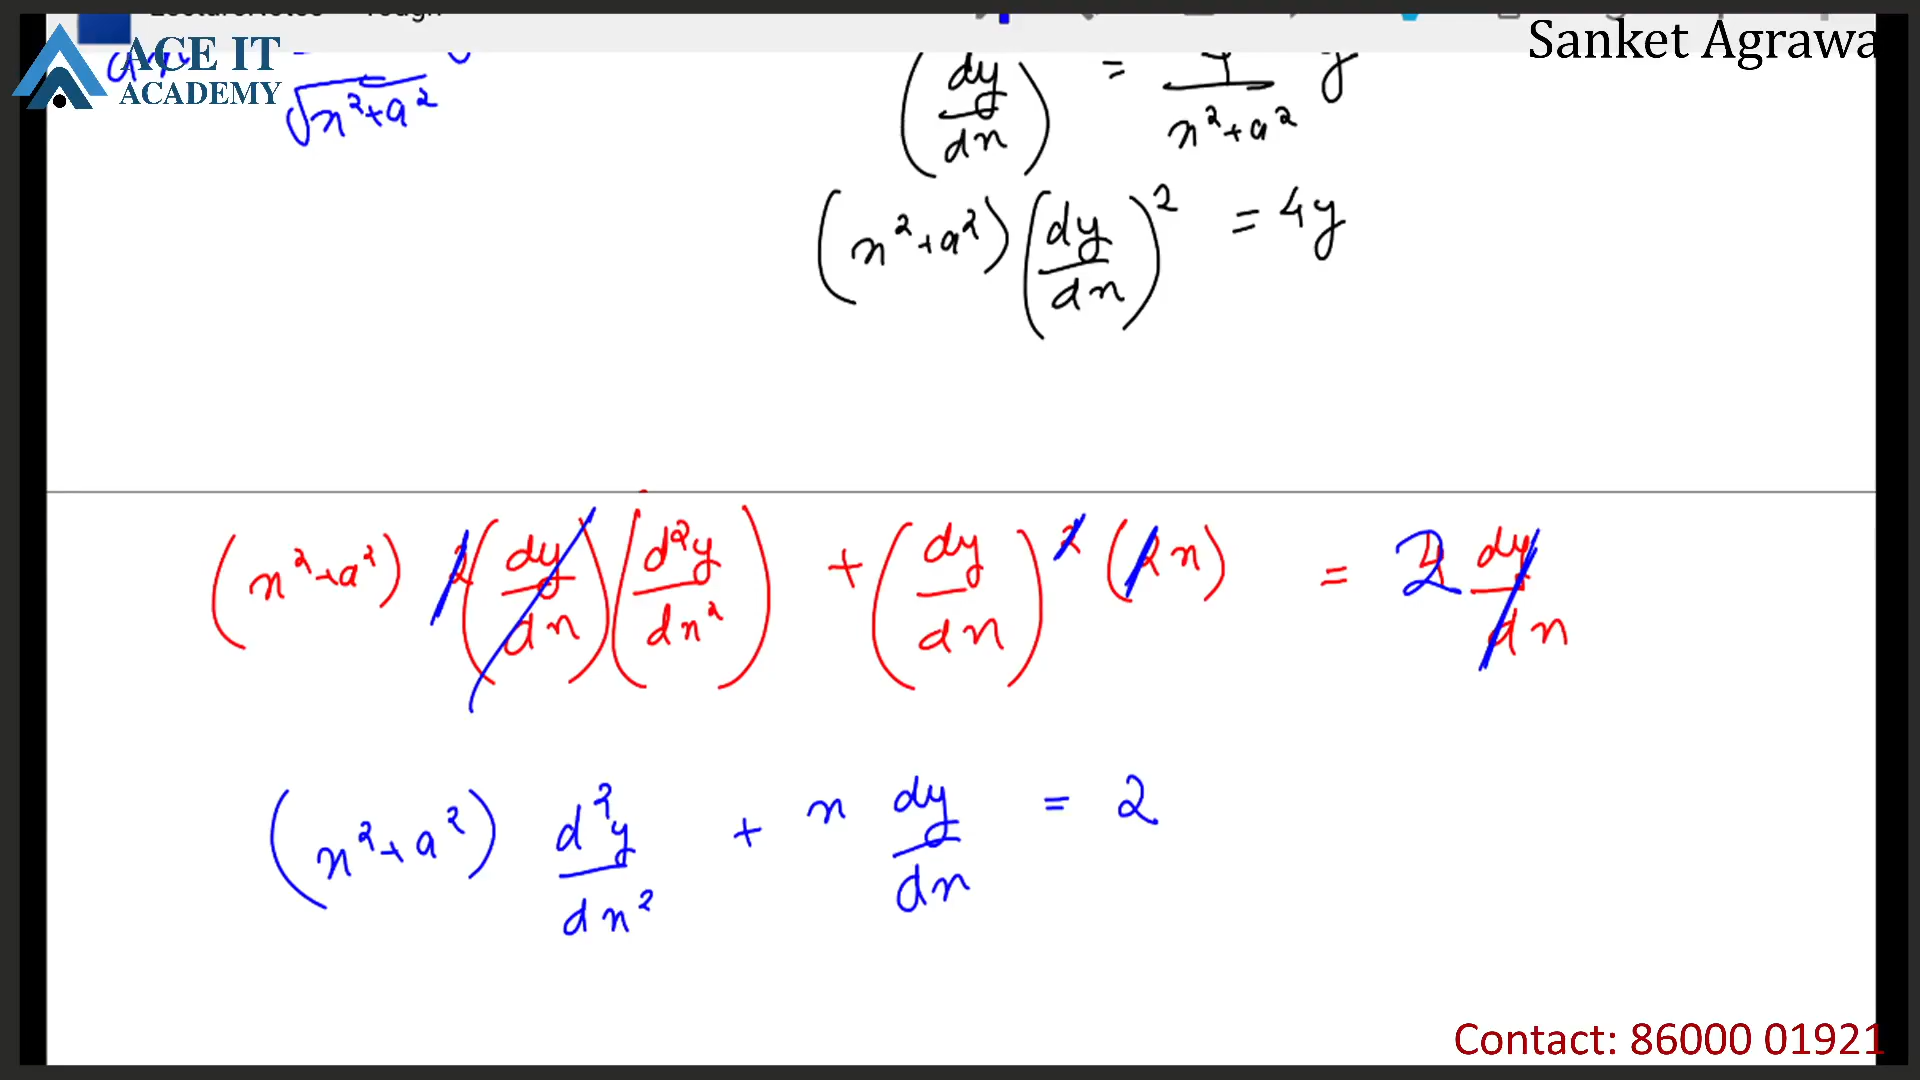 ACE IT
ACADEMY
Sanket Agrawa
√x²+a²
(dy/dx) = 4/(x²+a²) y
(x²+a²) (dy/dx)² = 4y
(x²+a²) 2 (dy/dx) (d²y/dx²) + (dy/dx)² (2x) = 2 dy/dx
(x²+a²) d²y/dx² + x dy/dx = 2
Contact: 86000 01921